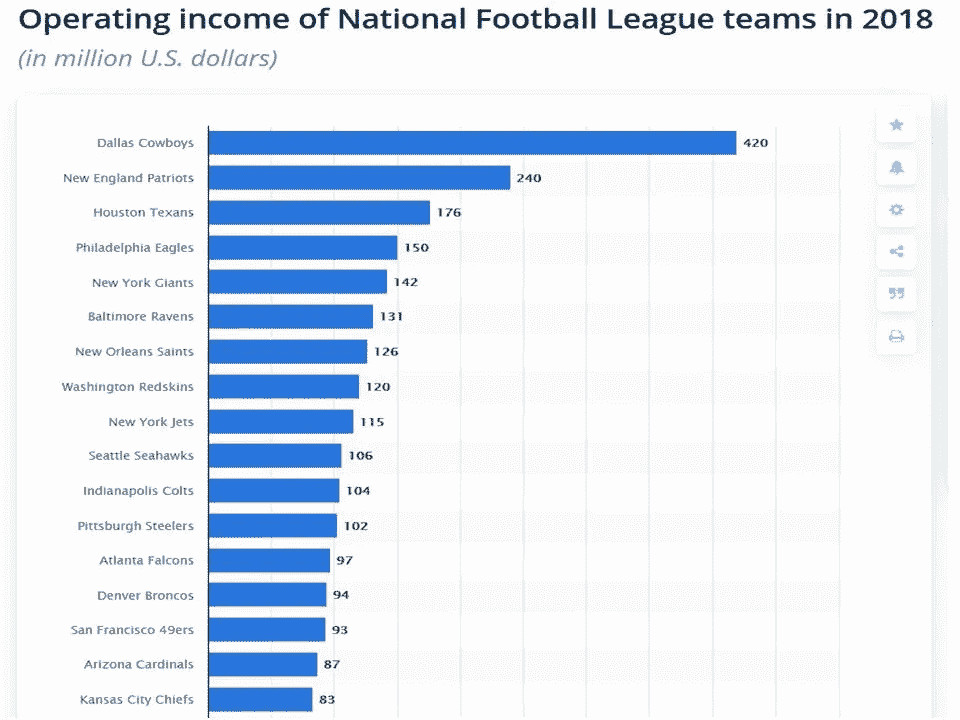 Operating income of National Football League teams in 2018
(in million U.S. dollars)
Dallas Cowboys 420
New England Patriots 240
Houston Texans 176
Philadelphia Eagles 150
New York Giants 142
Baltimore Ravens 131
New Orleans Saints 126
Washington Redskins 120
New York Jets 115
Seattle Seahawks 106
Indianapolis Colts 104
Pittsburgh Steelers 102
Atlanta Falcons 97
Denver Broncos 94
San Francisco 49ers 93
Arizona Cardinals 87
Kansas City Chiefs 83